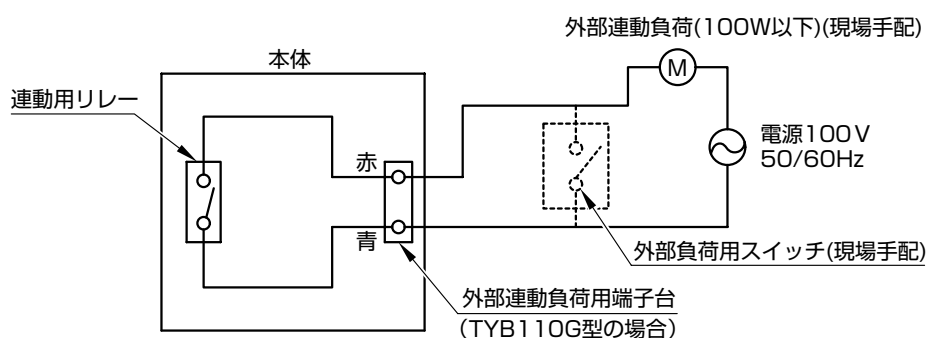 外部連動負荷(100W以下)(現場手配)
本体
M
連動用リレー
赤
電源100V
50/60Hz
青
外部負荷用スイッチ(現場手配)
外部連動負荷用端子台
(TYB110G型の場合)